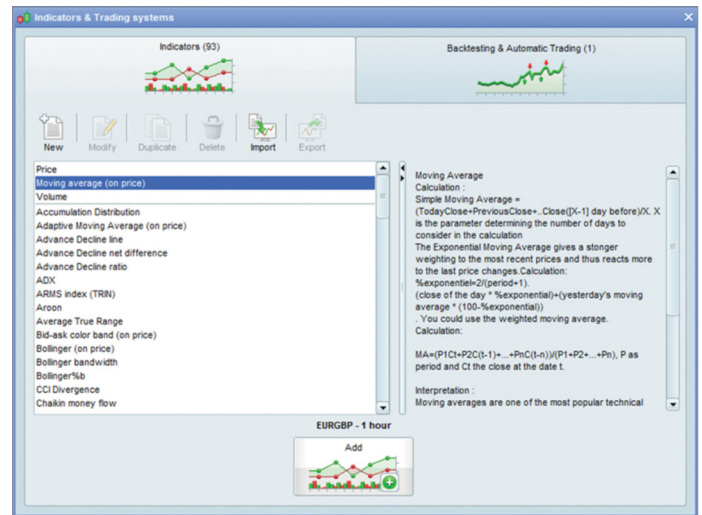 Indicators & Trading systems
Indicators (93)
Backtesting & Automatic Trading (1)
New
Modify
Duplicate
Delete
Import
Export
Price
Moving average (on price)
Volume
Accumulation Distribution
Adaptive Moving Average (on price)
Advance Decline line
Advance Decline net difference
Advance Decline ratio
ADX
ARMS index (TRIN)
Aroon
Average True Range
Bid-ask color band (on price)
Bollinger (on price)
Bollinger bandwidth
Bollinger%b
CCI Divergence
Chaikin money flow
Moving Average
Calculation :
Simple Moving Average =
(TodayClose+PreviousClose+..Close([X-1] day before)/X. X
is the parameter determining the number of days to
consider in the calculation
The Exponential Moving Average gives a stonger
weighting to the most recent prices and thus reacts more
to the last price changes.Calculation:
%exponentiel=2/(period+1).
(close of the day * %exponential)+(yesterday's moving
average * (100-%exponential))
. You could use the weighted moving average.
Calculation:
MA=(P1Ct+P2C(t-1)+...+PnC(t-n))/(P1+P2+...+Pn), P as
period and Ct the close at the date t.
Interpretation :
Moving averages are one of the most popular technical
EURGBP - 1 hour
Add